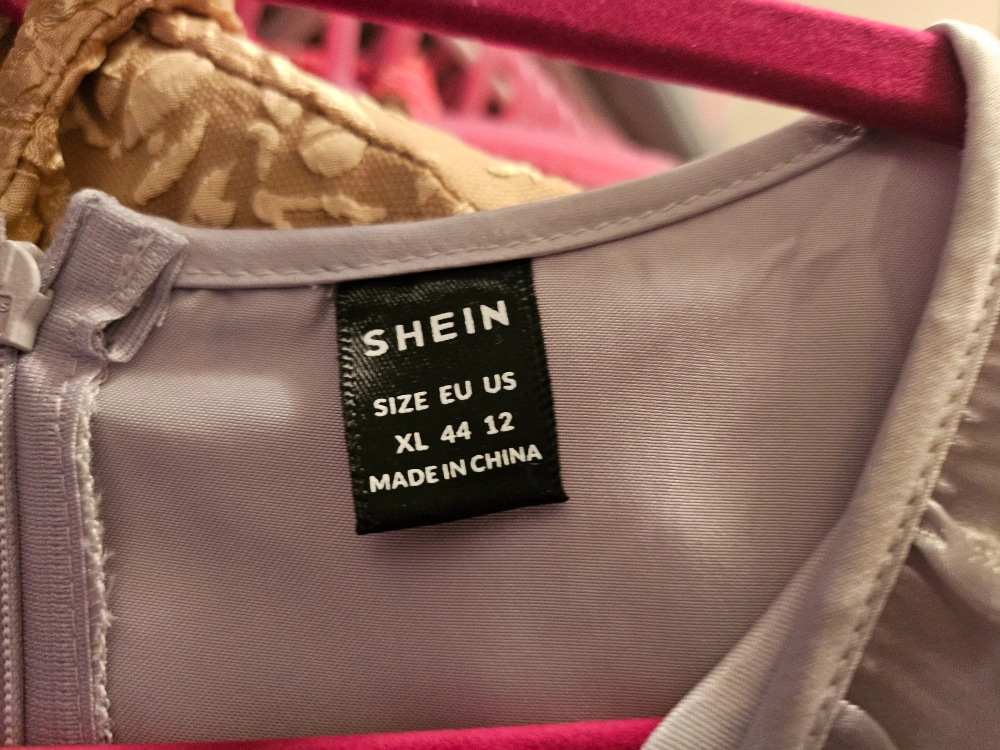 SHEIN
SIZE EU US
XL 44 12
MADE IN CHINA